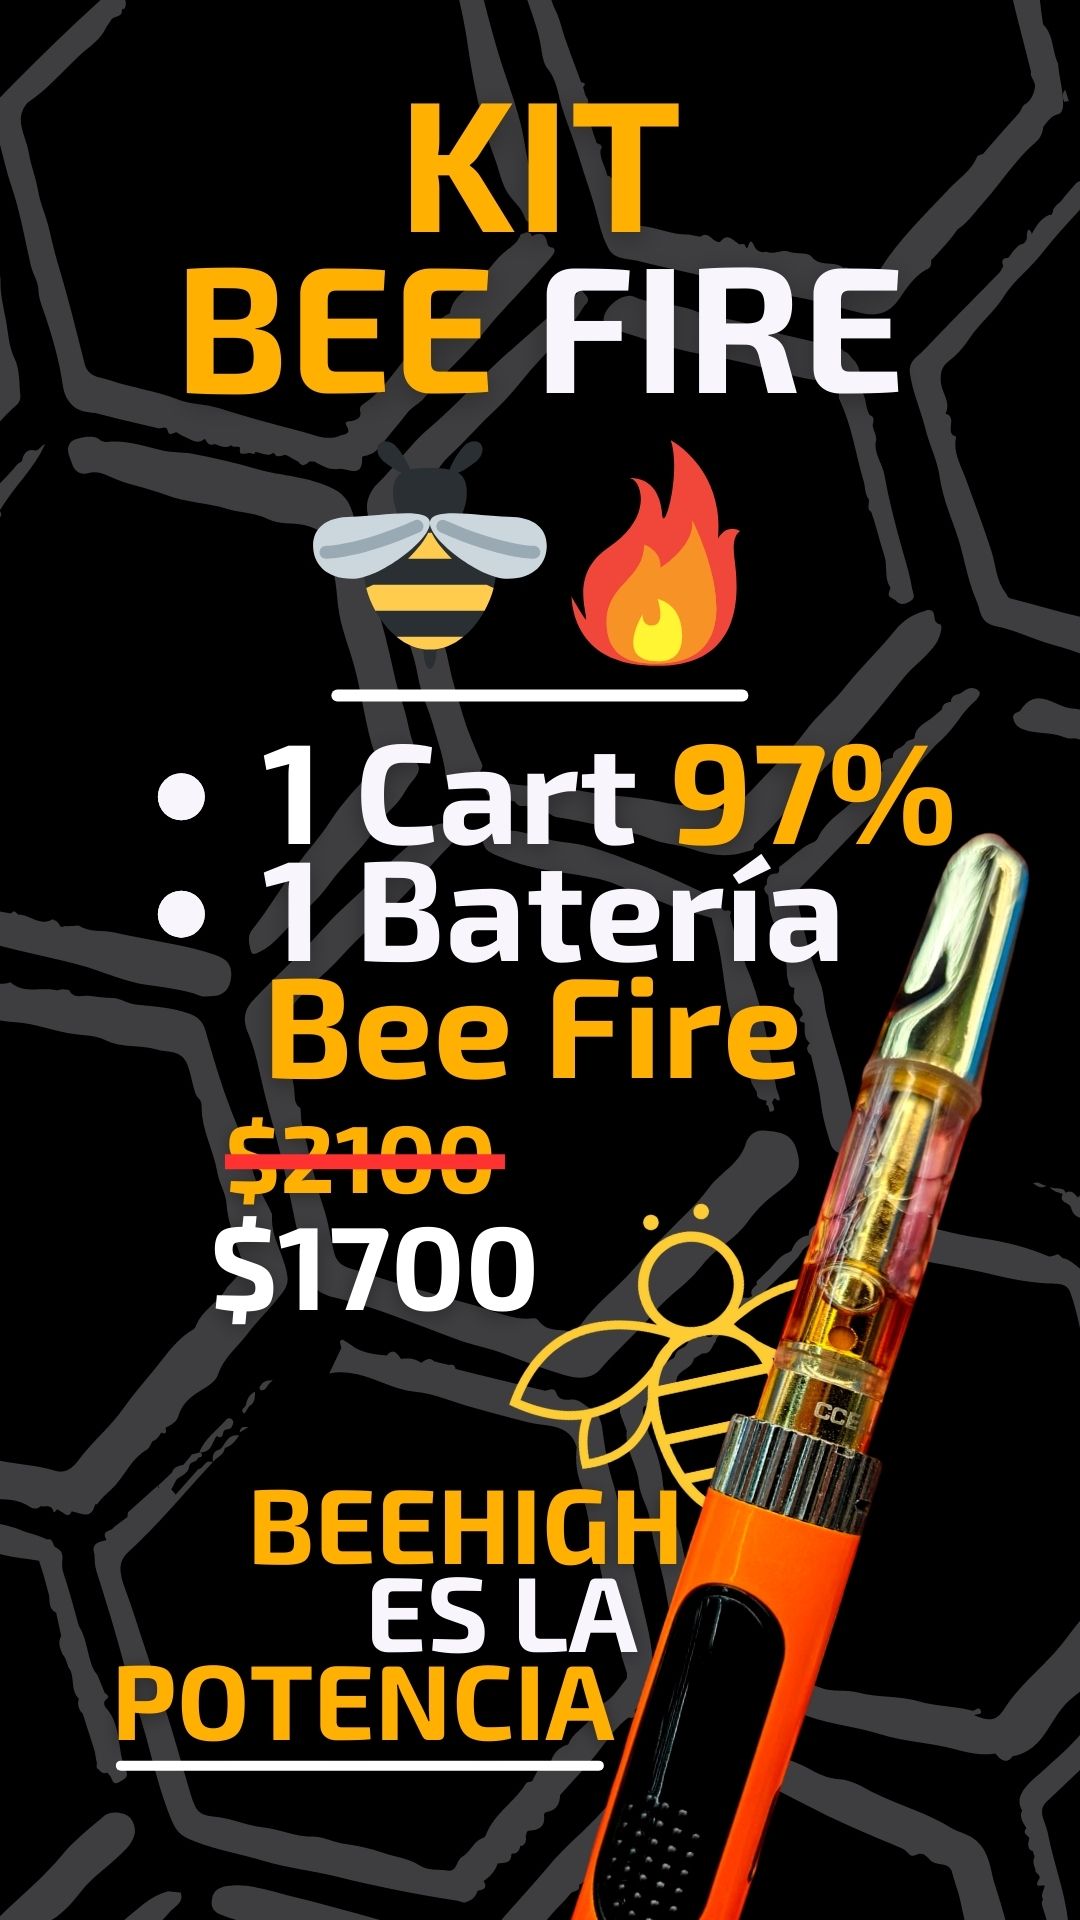 KIT
BEE FIRE
• 1 Cart 97%
• 1 Batería
Bee Fire
$2100
$1700
BEEHIGH
ES LA
POTENCIA